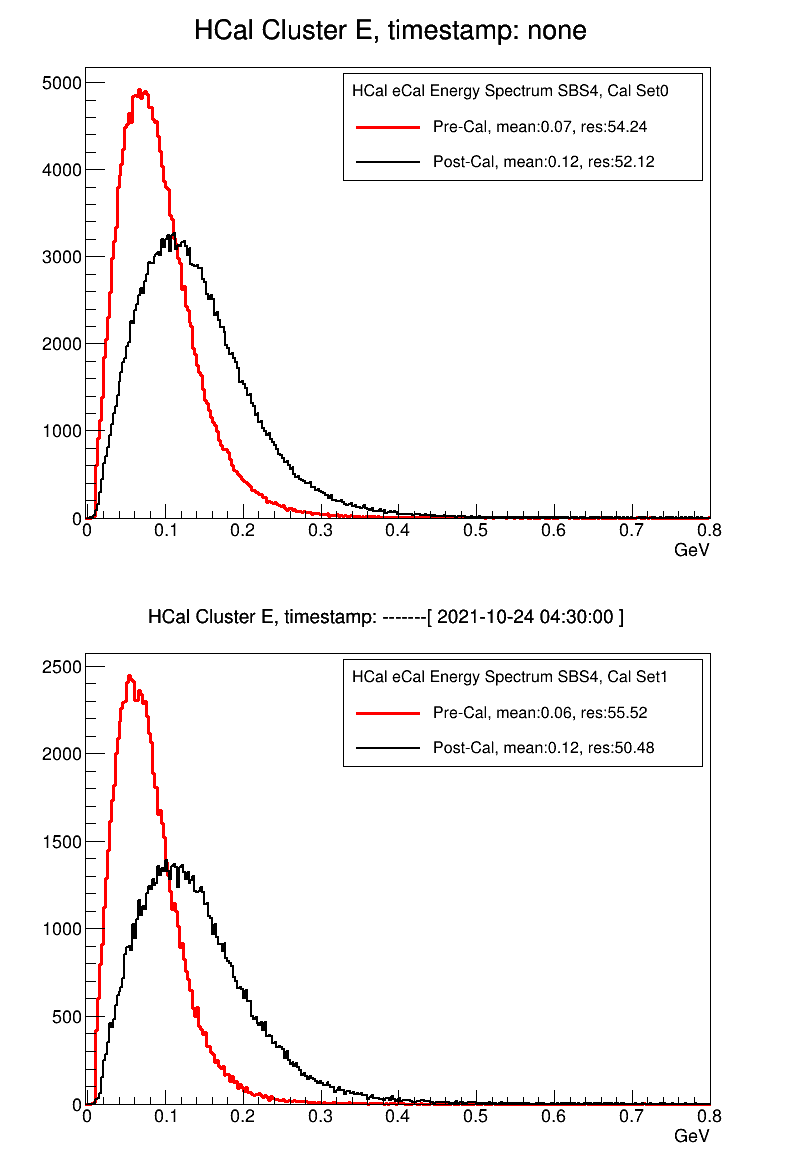 HCal Cluster E, timestamp: none
HCal eCal Energy Spectrum SBS4, Cal Set0
Pre-Cal, mean:0.07, res:54.24
Post-Cal, mean:0.12, res:52.12
5000
4000
3000
2000
1000
0
0 0.1 0.2 0.3 0.4 0.5 0.6 0.7 0.8
GeV
HCal Cluster E, timestamp: -------[ 2021-10-24 04:30:00 ]
HCal eCal Energy Spectrum SBS4, Cal Set1
Pre-Cal, mean:0.06, res:55.52
Post-Cal, mean:0.12, res:50.48
2500
2000
1500
1000
500
0
0 0.1 0.2 0.3 0.4 0.5 0.6 0.7 0.8
GeV